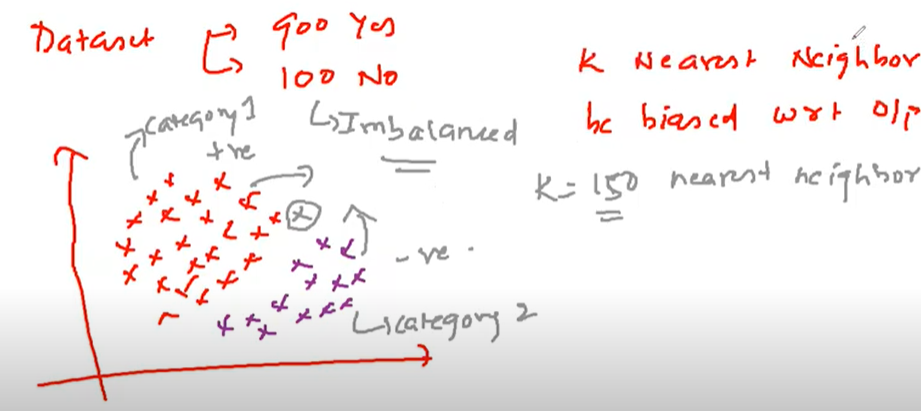 Dataset
900 Yes
100 No
Imbalanced
Category 1
+ve
-ve
Category 2
K Nearest Neighbor
be biased wrt O/P
K = 150 nearest neighbor